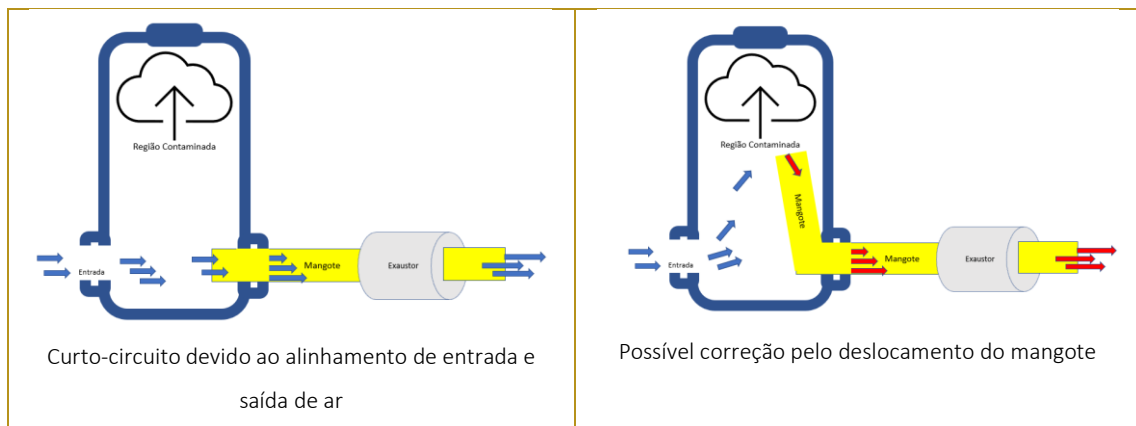 Região Contaminada
Entrada
Mangote
Exaustor
Curto-circuito devido ao alinhamento de entrada e
saída de ar
Região Contaminada
Mangote
Entrada
Mangote
Exaustor
Possível correção pelo deslocamento do mangote